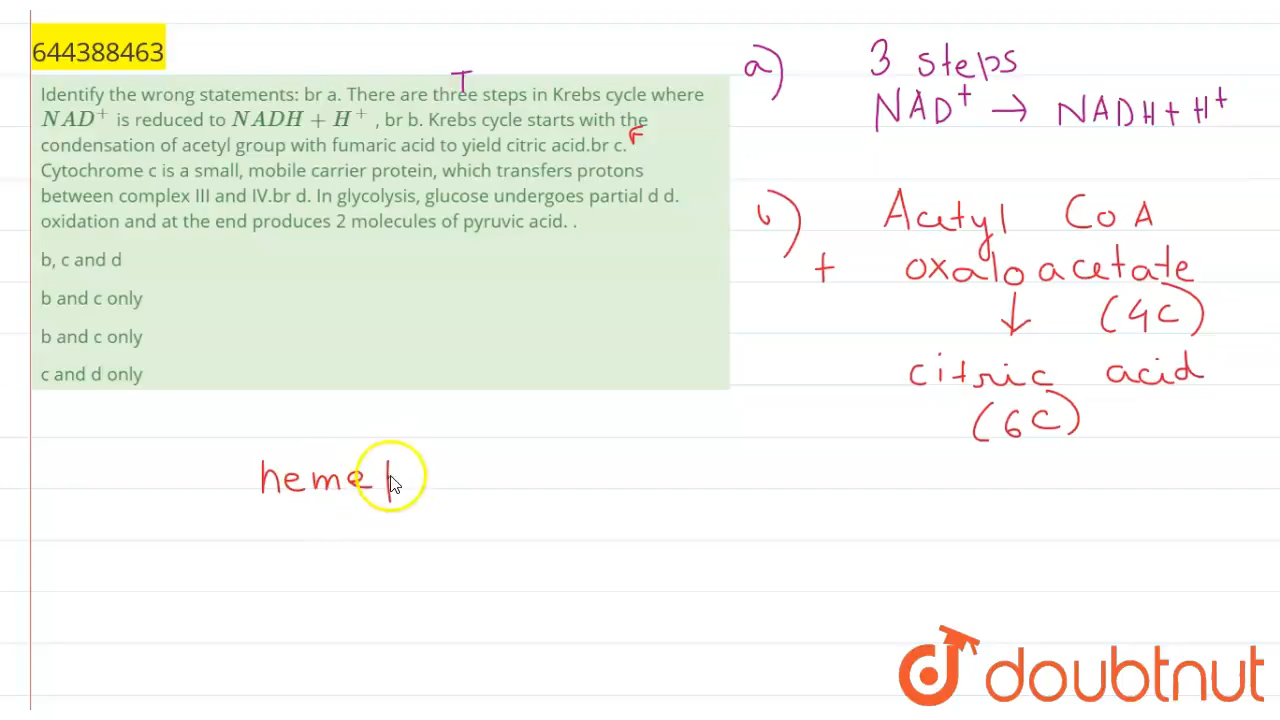 644388463
T
Identify the wrong statements: br a. There are three steps in Krebs cycle where
NAD⁺ is reduced to NADH + H⁺ , br b. Krebs cycle starts with the
condensation of acetyl group with fumaric acid to yield citric acid.br c. F
Cytochrome c is a small, mobile carrier protein, which transfers protons
between complex III and IV.br d. In glycolysis, glucose undergoes partial d d.
oxidation and at the end produces 2 molecules of pyruvic acid. .
b, c and d
b and c only
b and c only
c and d only
a) 3 steps
NAD⁺ → NADH + H⁺
b) Acetyl CoA
+ oxaloacetate
↓ (4C)
citric acid
(6C)
heme
doubtnut